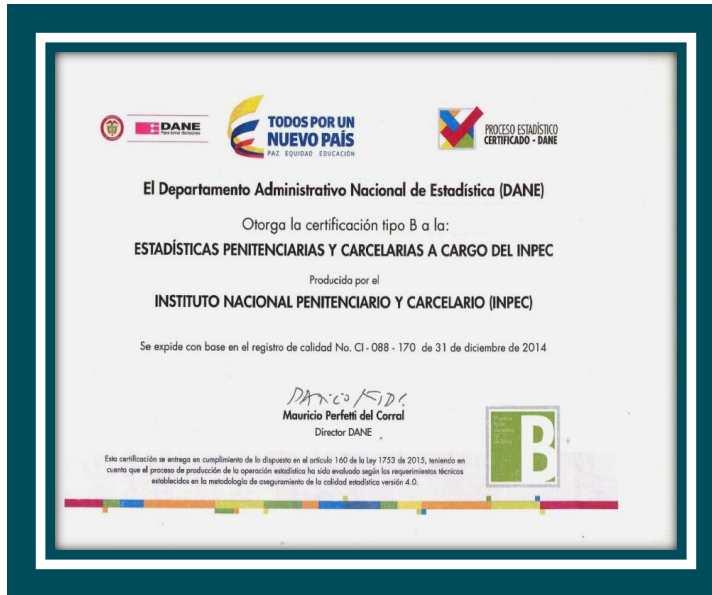 DANE
Para tomar decisiones
TODOS POR UN
NUEVO PAÍS
PAZ EQUIDAD EDUCACIÓN
PROCESO ESTADÍSTICO
CERTIFICADO - DANE
El Departamento Administrativo Nacional de Estadística (DANE)
Otorga la certificación tipo B a la:
ESTADÍSTICAS PENITENCIARIAS Y CARCELARIAS A CARGO DEL INPEC
Producida por el
INSTITUTO NACIONAL PENITENCIARIO Y CARCELARIO (INPEC)
Se expide con base en el registro de calidad No. CI - 088 - 170 de 31 de diciembre de 2014
Mauricio Perfetti del Corral
Director DANE
B
Esta certificación se entrega en cumplimiento de lo dispuesto en el artículo 160 de la Ley 1753 de 2015, teniendo en
cuenta que el proceso de producción de la operación estadística ha sido evaluado según los requerimientos técnicos
establecidos en la metodología de aseguramiento de la calidad estadística versión 4.0.